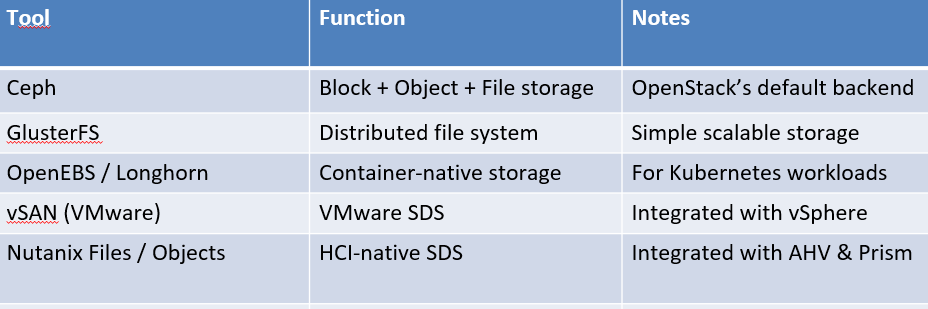 Tool Function Notes
Ceph Block + Object + File storage OpenStack’s default backend
GlusterFS Distributed file system Simple scalable storage
OpenEBS / Longhorn Container-native storage For Kubernetes workloads
vSAN (VMware) VMware SDS Integrated with vSphere
Nutanix Files / Objects HCI-native SDS Integrated with AHV & Prism